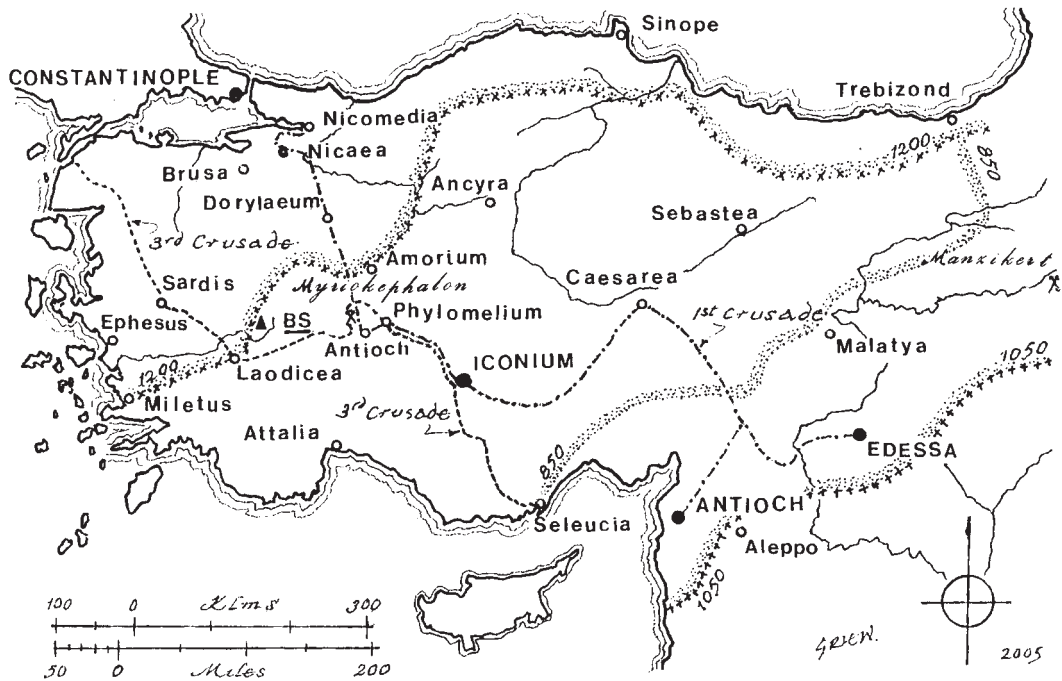 Sinope
CONSTANTINOPLE
Trebizond
Nicomedia
1200
850
Nicaea
Brusa
Ancyra
Dorylaeum
Sebastea
3rd Crusade
Amorium
Manzikert
Myriokephalon
Caesarea
Sardis
Phylomelium
1st Crusade
Ephesus
BS
Antioch
Malatya
Laodicea
ICONIUM
1050
1200
Miletus
3rd Crusade
Attalia
EDESSA
850
ANTIOCH
Seleucia
Aleppo
1050
100 0 Klms 300
50 0 Miles 200
2005